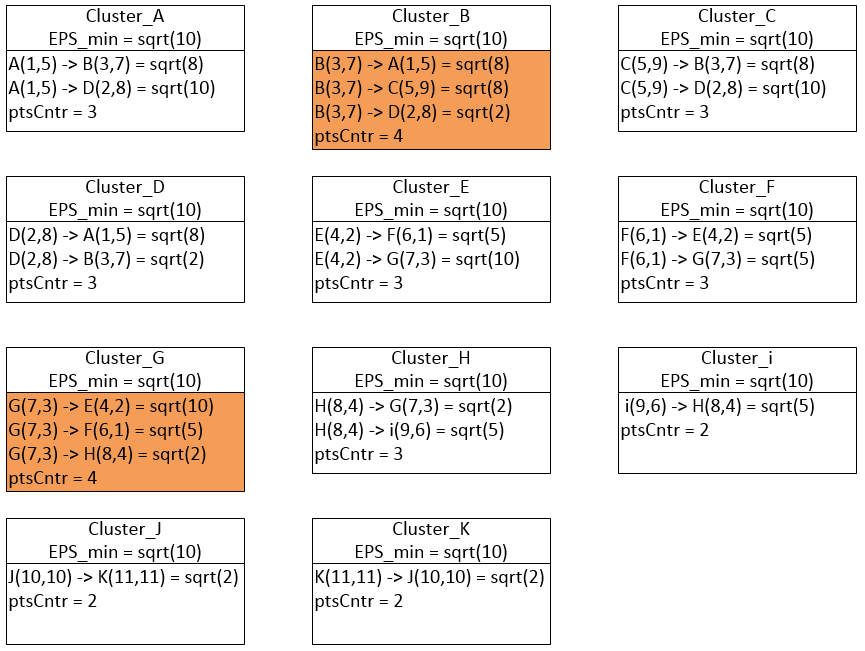 Cluster_A
EPS_min = sqrt(10)
A(1,5) -> B(3,7) = sqrt(8)
A(1,5) -> D(2,8) = sqrt(10)
ptsCntr = 3
Cluster_B
EPS_min = sqrt(10)
B(3,7) -> A(1,5) = sqrt(8)
B(3,7) -> C(5,9) = sqrt(8)
B(3,7) -> D(2,8) = sqrt(2)
ptsCntr = 4
Cluster_C
EPS_min = sqrt(10)
C(5,9) -> B(3,7) = sqrt(8)
C(5,9) -> D(2,8) = sqrt(10)
ptsCntr = 3
Cluster_D
EPS_min = sqrt(10)
D(2,8) -> A(1,5) = sqrt(8)
D(2,8) -> B(3,7) = sqrt(2)
ptsCntr = 3
Cluster_E
EPS_min = sqrt(10)
E(4,2) -> F(6,1) = sqrt(5)
E(4,2) -> G(7,3) = sqrt(10)
ptsCntr = 3
Cluster_F
EPS_min = sqrt(10)
F(6,1) -> E(4,2) = sqrt(5)
F(6,1) -> G(7,3) = sqrt(5)
ptsCntr = 3
Cluster_G
EPS_min = sqrt(10)
G(7,3) -> E(4,2) = sqrt(10)
G(7,3) -> F(6,1) = sqrt(5)
G(7,3) -> H(8,4) = sqrt(2)
ptsCntr = 4
Cluster_H
EPS_min = sqrt(10)
H(8,4) -> G(7,3) = sqrt(2)
H(8,4) -> i(9,6) = sqrt(5)
ptsCntr = 3
Cluster_i
EPS_min = sqrt(10)
i(9,6) -> H(8,4) = sqrt(5)
ptsCntr = 2
Cluster_J
EPS_min = sqrt(10)
J(10,10) -> K(11,11) = sqrt(2)
ptsCntr = 2
Cluster_K
EPS_min = sqrt(10)
K(11,11) -> J(10,10) = sqrt(2)
ptsCntr = 2